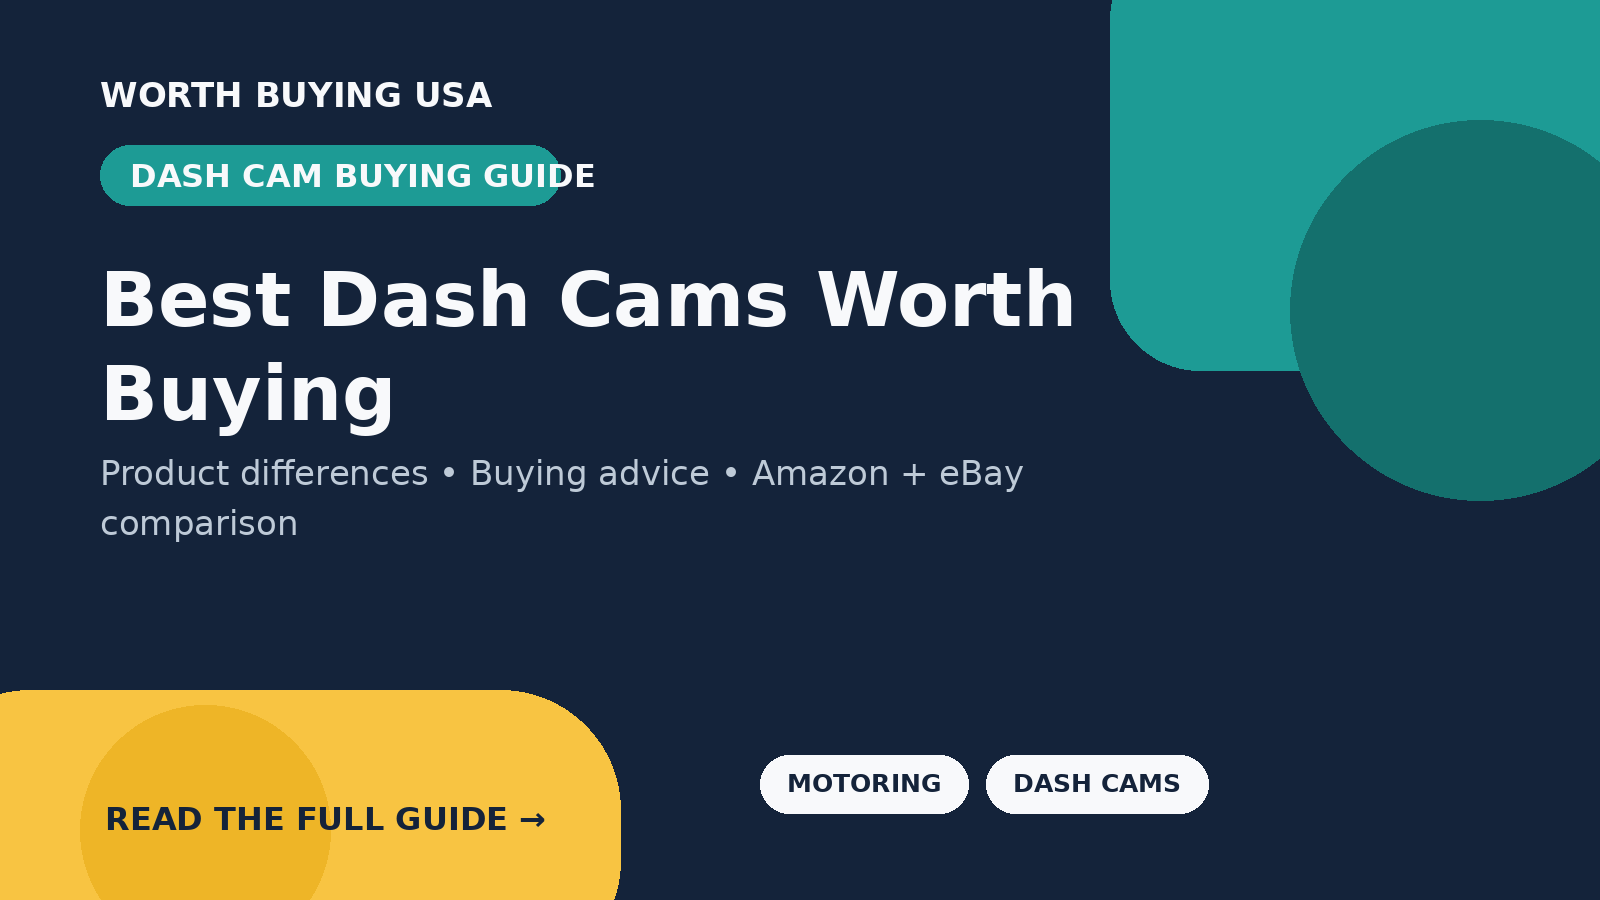 WORTH BUYING USA
DASH CAM BUYING GUIDE
Best Dash Cams Worth
Buying
Product differences • Buying advice • Amazon + eBay
comparison
READ THE FULL GUIDE →
MOTORING
DASH CAMS